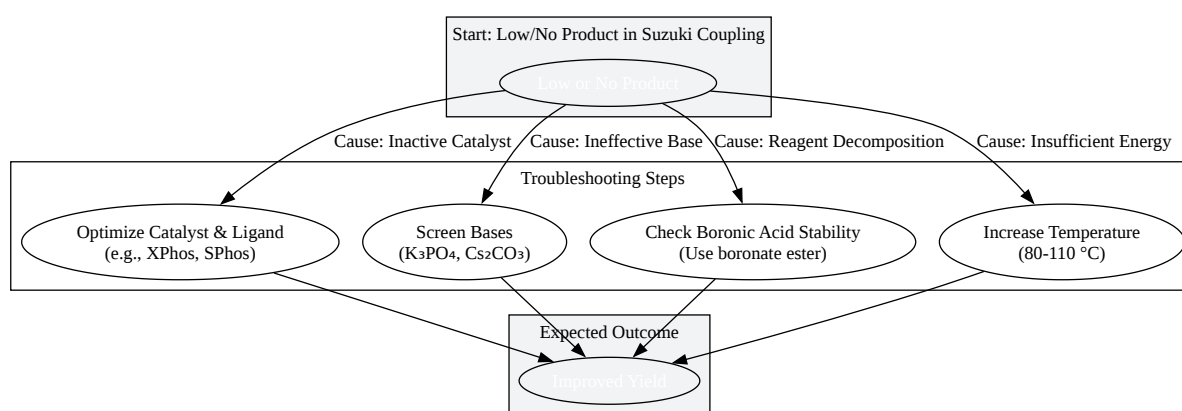 Start: Low/No Product in Suzuki Coupling
Low or No Product
Cause: Inactive Catalyst
Cause: Ineffective Base
Cause: Reagent Decomposition
Cause: Insufficient Energy
Troubleshooting Steps
Optimize Catalyst & Ligand
(e.g., XPhos, SPhos)
Screen Bases
(K₃PO₄, Cs₂CO₃)
Check Boronic Acid Stability
(Use boronate ester)
Increase Temperature
(80-110 °C)
Expected Outcome
Improved Yield